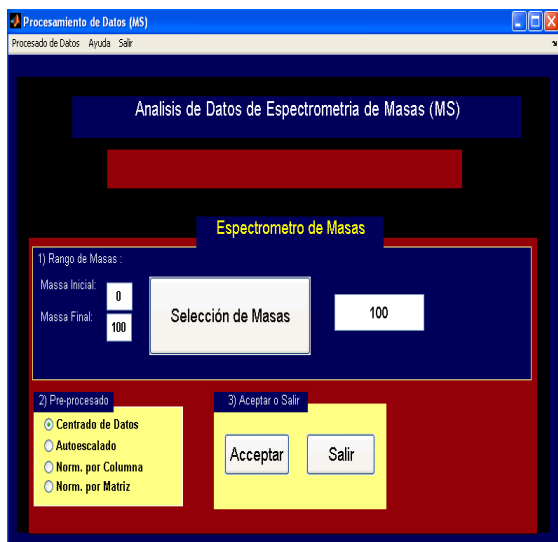 Procesamiento de Datos (MS)
Procesado de Datos Ayuda Salir
Analisis de Datos de Espectrometria de Masas (MS)
Espectrometro de Masas
1) Rango de Masas :
Massa Inicial:
0
Massa Final:
100
Selección de Masas
100
2) Pre-procesado
Centrado de Datos
Autoescalado
Norm. por Columna
Norm. por Matriz
3) Aceptar o Salir
Acceptar
Salir